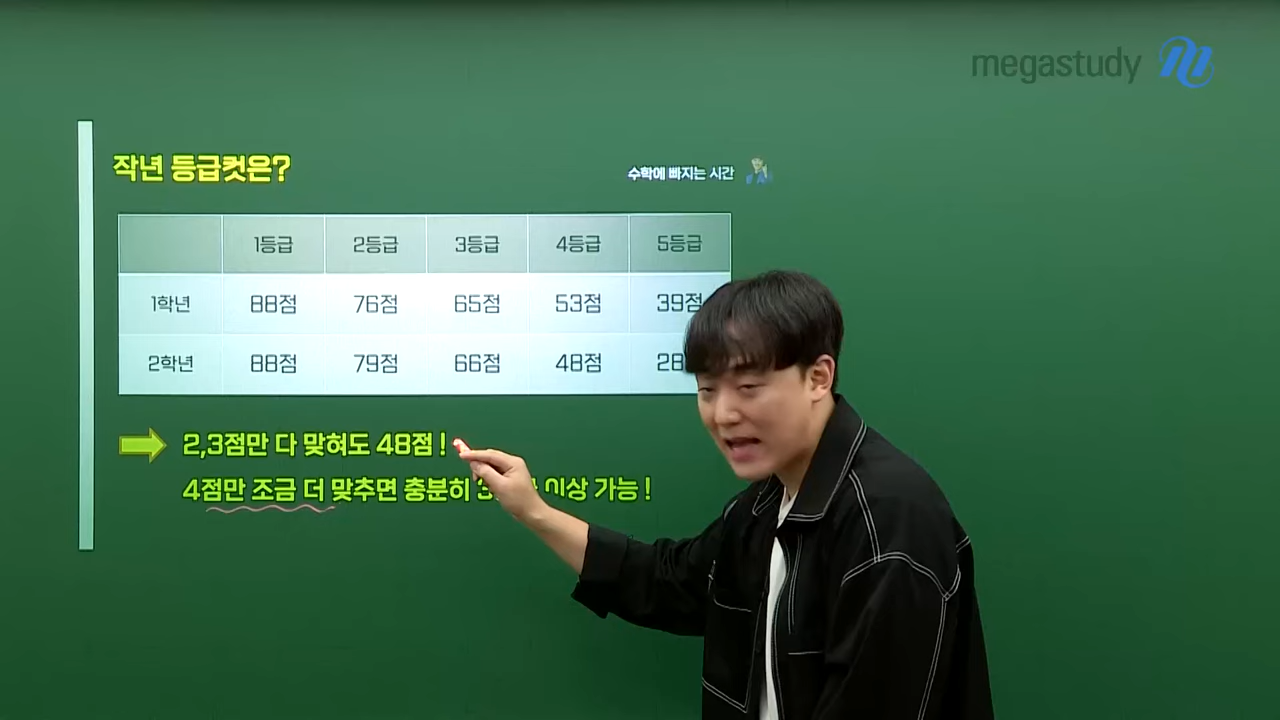 megastudy
작년 등급컷은?
수학에 빠지는 시간
1등급 2등급 3등급 4등급 5등급
1학년 88점 76점 65점 53점 39점
2학년 88점 79점 66점 48점 28
2,3점만 다 맞혀도 48점 !
4점만 조금 더 맞추면 충분히 3 이상 가능 !